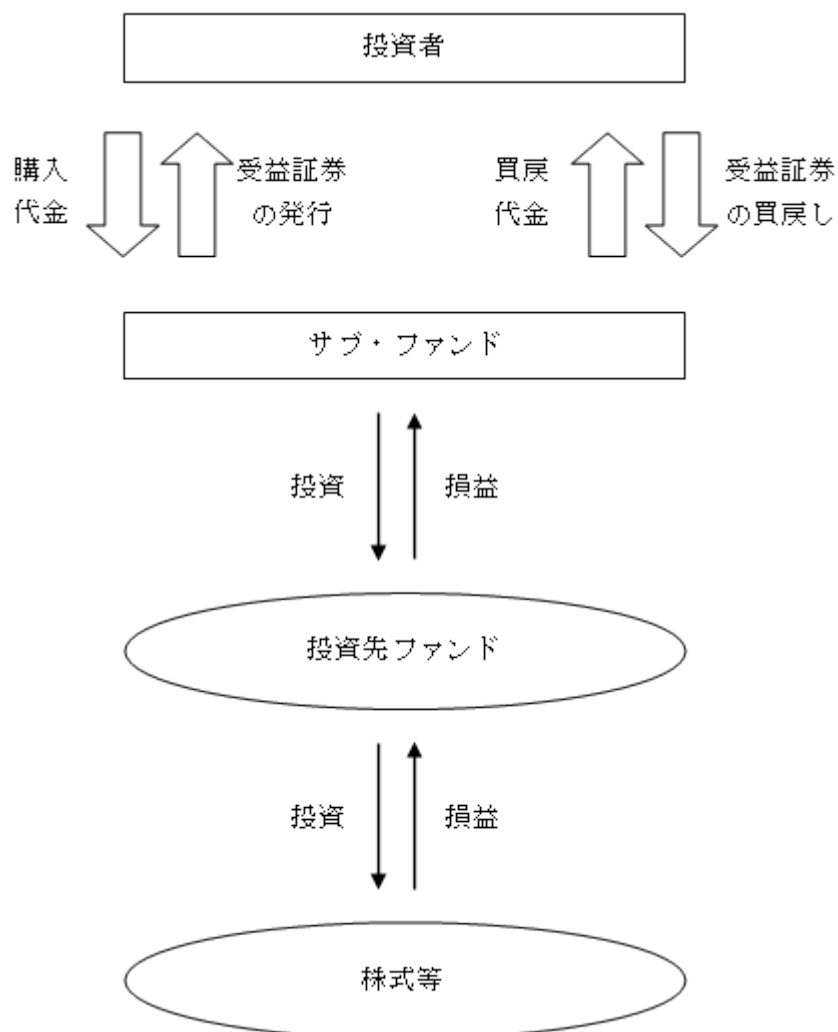 投資者
購入
代金
受益証券
の発行
買戻
代金
受益証券
の買戻し
サブ・ファンド
投資
損益
投資先ファンド
投資
損益
株式等